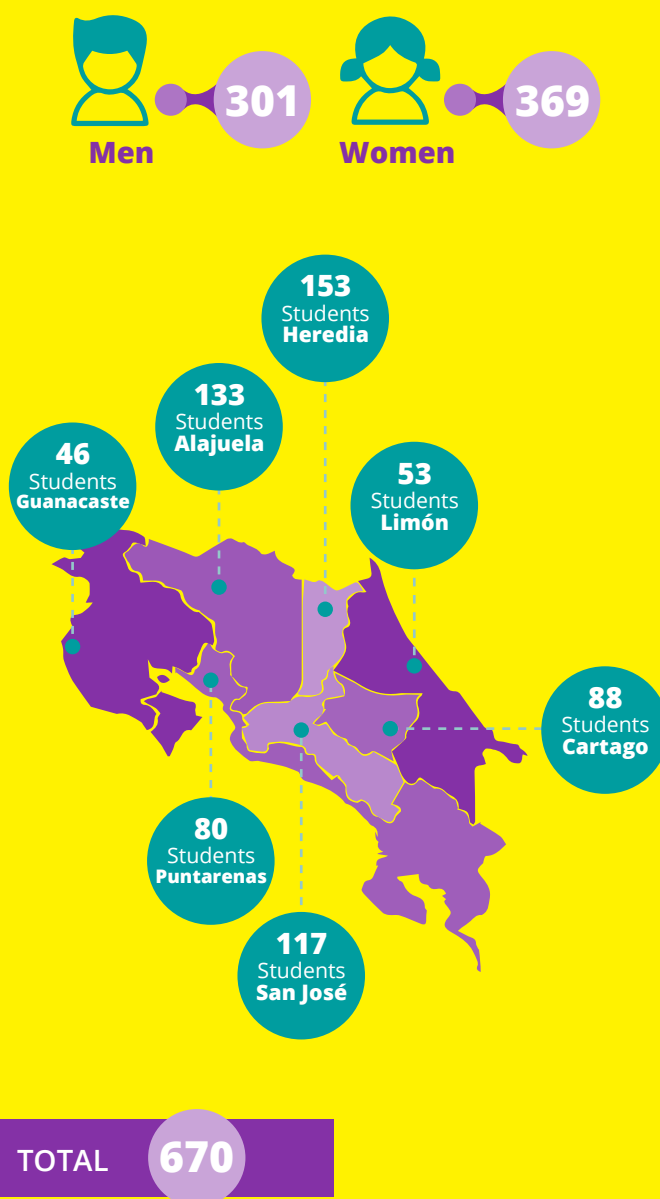 301
369
Men
Women
153
Students
Heredia
133
Students
Alajuela
46
Students
Guanacaste
53
Students
Limón
88
Students
Cartago
80
Students
Puntarenas
117
Students
San José
TOTAL 670